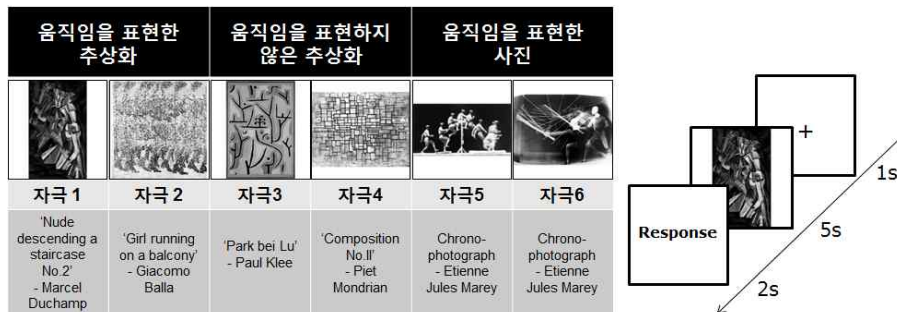 움직임을 표현한
추상화
움직임을 표현하지
않은 추상화
움직임을 표현한
사진
자극 1
자극 2
자극3
자극4
자극5
자극6
'Nude
descending a
staircase
No.2'
- Marcel
Duchamp
'Girl running
on a balcony'
- Giacomo
Balla
'Park bei Lu'
- Paul Klee
'Composition
No.II'
- Piet
Mondrian
Chrono-
photograph
- Etienne
Jules Marey
Chrono-
photograph
- Etienne
Jules Marey
+
1s
5s
Response
2s